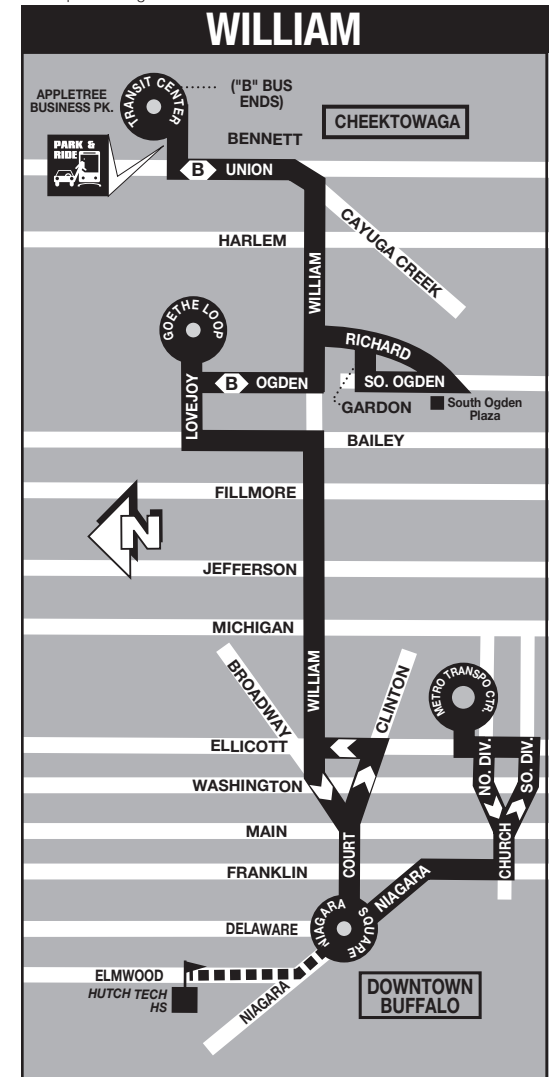 WILLIAM
APPLETREE
BUSINESS PK.
TRANSIT CENTER
("B" BUS
ENDS)
CHEEKTOWAGA
BENNETT
PARK &
RIDE
B
UNION
CAYUGA CREEK
HARLEM
WILLIAM
GOETHE LOOP
RICHARD
B
OGDEN
SO. OGDEN
LOVEJOY
GARDON
South Ogden
Plaza
BAILEY
FILLMORE
N
JEFFERSON
MICHIGAN
BROADWAY
WILLIAM
CLINTON
METRO TRANSPO CTR.
ELLICOTT
NO. DIV.
SO. DIV.
WASHINGTON
MAIN
COURT
CHURCH
FRANKLIN
NIAGARA
DELAWARE
NIAGARA
SQUARE
ELMWOOD
HUTCH TECH
HS
NIAGARA
DOWNTOWN
BUFFALO